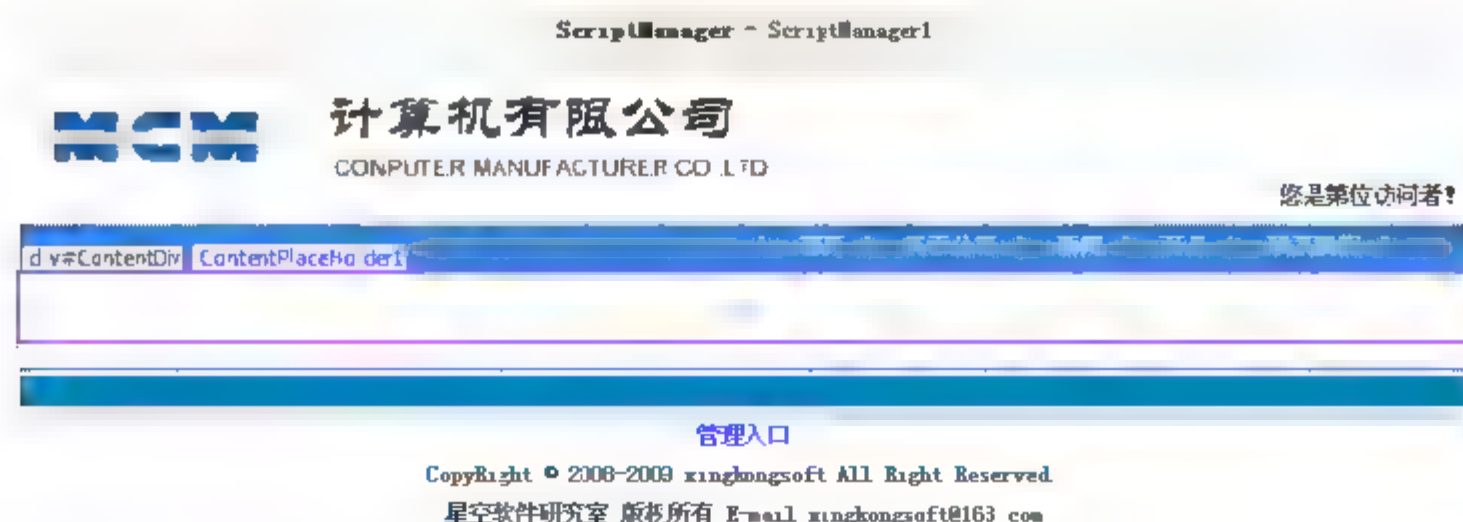 ScriptManager - ScriptManager1
MCM
计算机有限公司
CONPUTER MANUFACTURER CO .LTD
您是第位访问者!
div#ContentDiv ContentPlaceHolder1
管理入口
CopyRight © 2008-2009 xingkongsoft All Right Reserved
星空软件研究室 版权所有 E-mail xingkongsoft@163 com